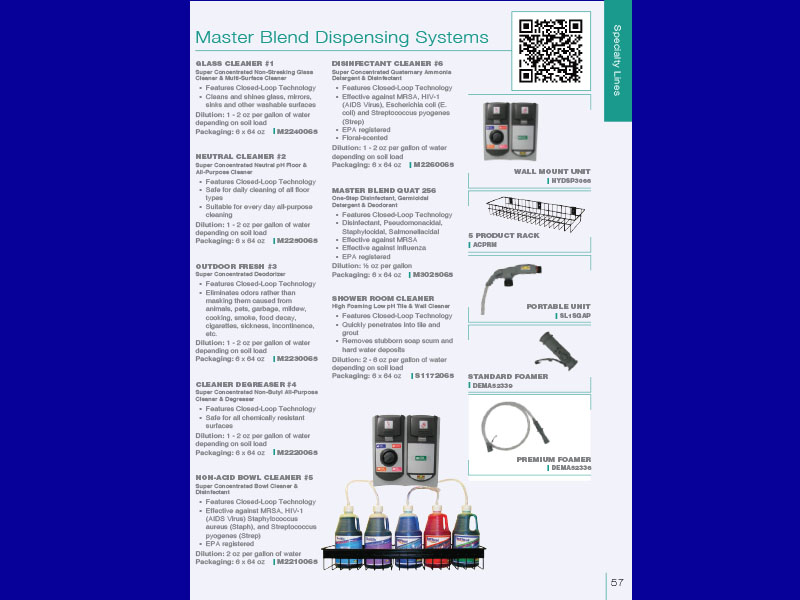 Master Blend Dispensing Systems
Specialty Lines
GLASS CLEANER #1
Super Concentrated Non-Streaking Glass
Cleaner & Multi-Surface Cleaner
• Features Closed-Loop Technology
• Cleans and shines glass, mirrors,
sinks and other washable surfaces
Dilution: 1 - 2 oz per gallon of water
depending on soil load
Packaging: 6 x 64 oz M224006S
NEUTRAL CLEANER #2
Super Concentrated Neutral pH Floor &
All-Purpose Cleaner
• Features Closed-Loop Technology
• Safe for daily cleaning of all floor
types
• Suitable for every day all-purpose
cleaning
Dilution: 1 - 2 oz per gallon of water
depending on soil load
Packaging: 6 x 64 oz
OUTDOOR FRESH #3
Super Concentrated Deodorizer
• Features Closed-Loop Technology
• Eliminates odors rather than
masking them caused from
animals, pets, garbage, mildew,
cooking, smoke, food decay,
cigarettes, sickness, incontinence,
etc.
Dilution: 1 - 2 oz per gallon of water
depending on soil load
Packaging: 6 x 64 oz M223006S
CLEANER DEGREASER #4
Super Concentrated Non-Butyl All-Purpose
Cleaner & Degreaser
• Features Closed-Loop Technology
• Safe for all chemically resistant
surfaces
Dilution: 1 - 2 oz per gallon of water
depending on soil load
Packaging: 6 x 64 oz M222006S
NON-ACID BOWL CLEANER #5
Super Concentrated Bowl Cleaner &
Disinfectant
• Features Closed-Loop Technology
• Effective against MRSA, HIV-1
(AIDS Virus) Staphylococcus
aureus (Staph), and Streptococcus
pyogenes (Strep)
• EPA registered
Dilution: 2 oz per gallon of water
Packaging: 6 x 64 oz M221006S
DISINFECTANT CLEANER #6
Super Concentrated Quaternary Ammonia
Detergent & Disinfectant
• Features Closed-Loop Technology
• Effective against MRSA, HIV-1
(AIDS Virus), Escherichia coli (E.
coli) and Streptococcus pyogenes
(Strep)
• EPA registered
• Floral-scented
Dilution: 1 - 2 oz per gallon of water
depending on soil load
Packaging: 6 x 64 oz M226006S
MASTER BLEND QUAT 256
One-Step Disinfectant, Germicidal
Detergent & Deodorant
• Features Closed-Loop Technology
• Disinfectant, Pseudomonacidal,
Staphylocidal, Salmonellacidal
• Effective against MRSA
• Effective against Influenza
• EPA registered
Dilution: ½ oz per gallon
Packaging: 6 x 64 oz M302506S
SHOWER ROOM CLEANER
High Foaming Low pH Tile & Wall Cleaner
• Features Closed-Loop Technology
• Quickly penetrates into tile and
grout
• Removes stubborn soap scum and
hard water deposits
Dilution: 2 - 6 oz per gallon of water
depending on soil load
Packaging: 6 x 64 oz S117206S
WALL MOUNT UNIT
5 PRODUCT RACK
ACPRM
PORTABLE UNIT
SL1SGAP
STANDARD FOAMER
DEMA52339
PREMIUM FOAMER
DEMA52336
57